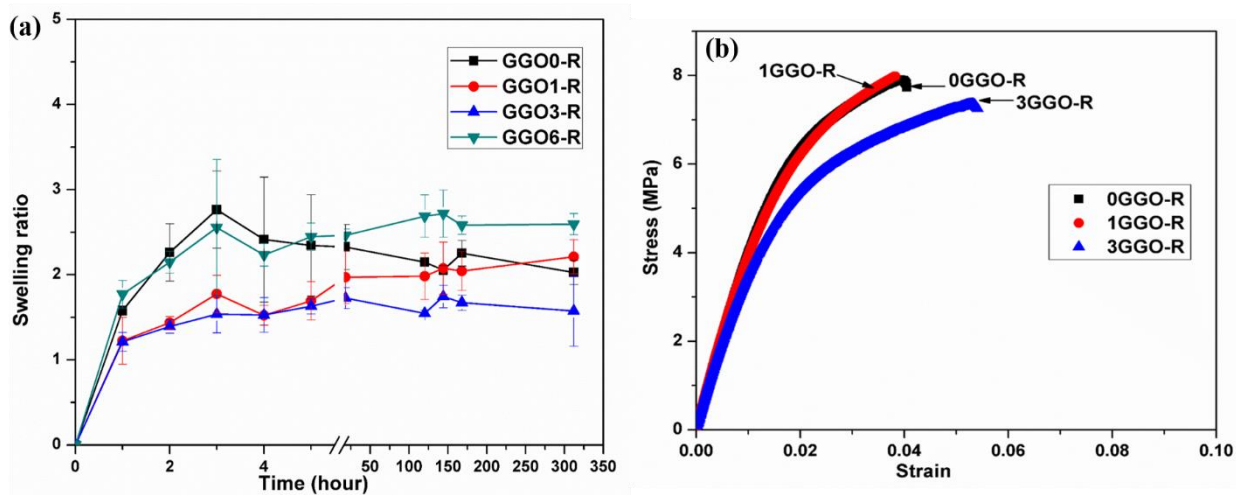 (a)
5
4
3
2
1
0
Swelling ratio
GGO0-R
GGO1-R
GGO3-R
GGO6-R
0 2 4 50 100 150 200 250 300 350
Time (hour)
(b)
10
8
6
4
2
0
Stress (MPa)
1GGO-R
0GGO-R
3GGO-R
0GGO-R
1GGO-R
3GGO-R
0.00 0.02 0.04 0.06 0.08 0.10
Strain